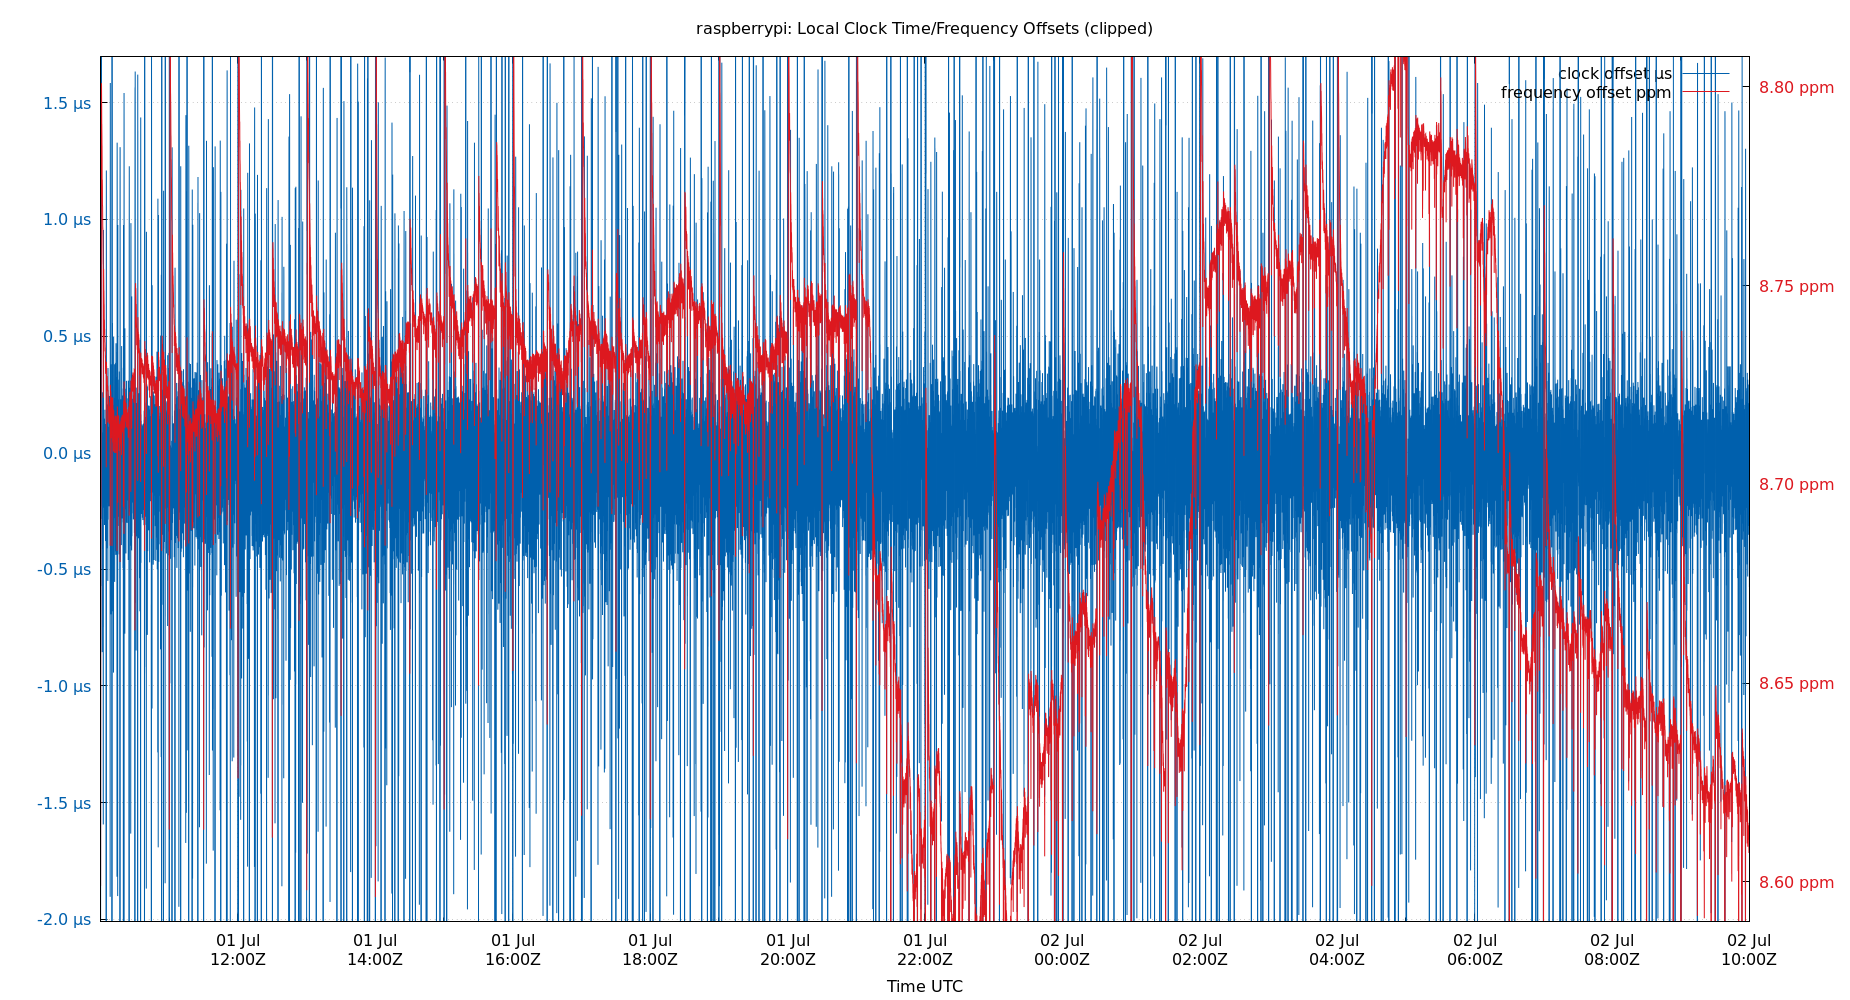 raspberrypi: Local Clock Time/Frequency Offsets (clipped)
clock offset µs
frequency offset ppm
1.5 µs
1.0 µs
0.5 µs
0.0 µs
-0.5 µs
-1.0 µs
-1.5 µs
-2.0 µs
8.80 ppm
8.75 ppm
8.70 ppm
8.65 ppm
8.60 ppm
01 Jul 01 Jul 01 Jul 01 Jul 01 Jul 01 Jul 02 Jul 02 Jul 02 Jul 02 Jul 02 Jul 02 Jul
12:00Z 14:00Z 16:00Z 18:00Z 20:00Z 22:00Z 00:00Z 02:00Z 04:00Z 06:00Z 08:00Z 10:00Z
Time UTC